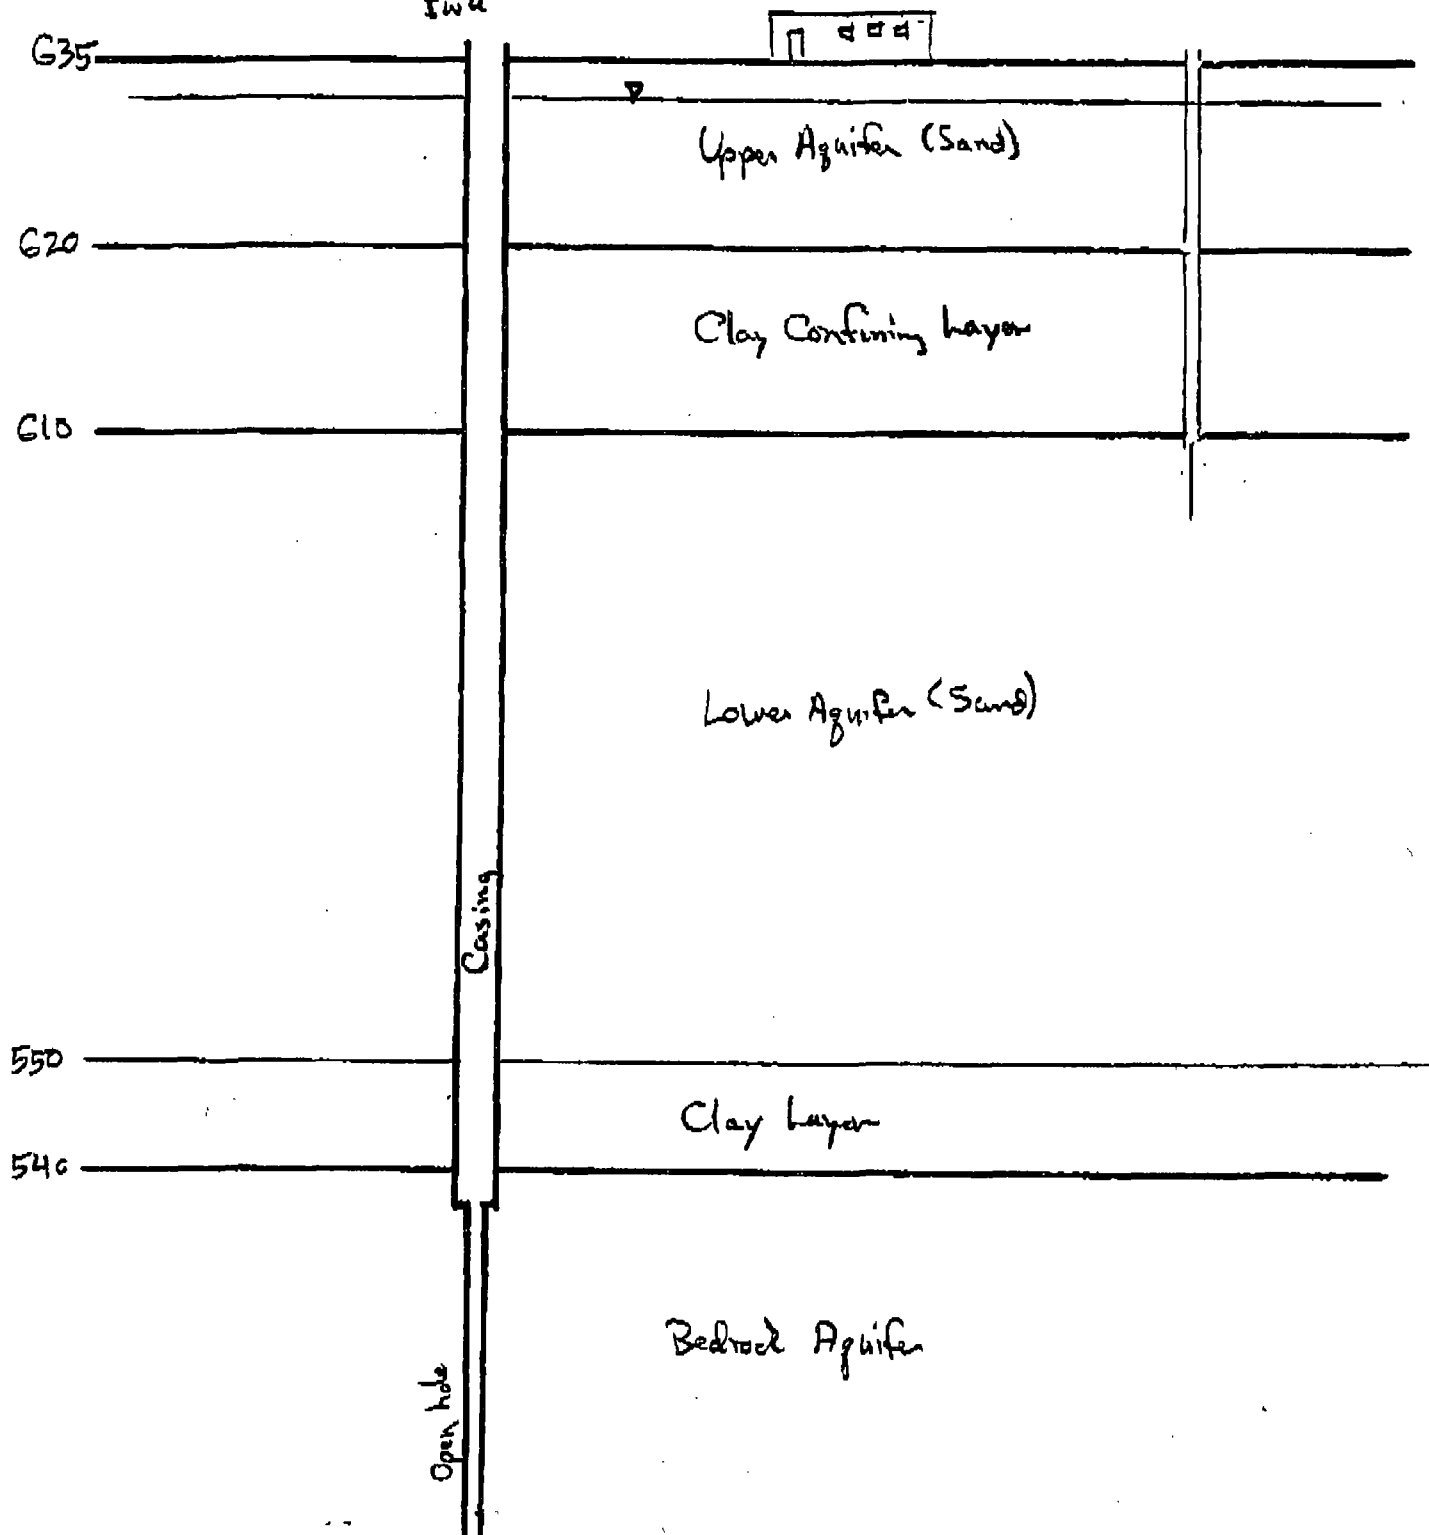 IW4
635
Upper Aquifer (Sand)
620
Clay Confining Layer
610
Lower Aquifer (Sand)
Casing
550
Clay Layer
540
Bedrock Aquifer
Open hole